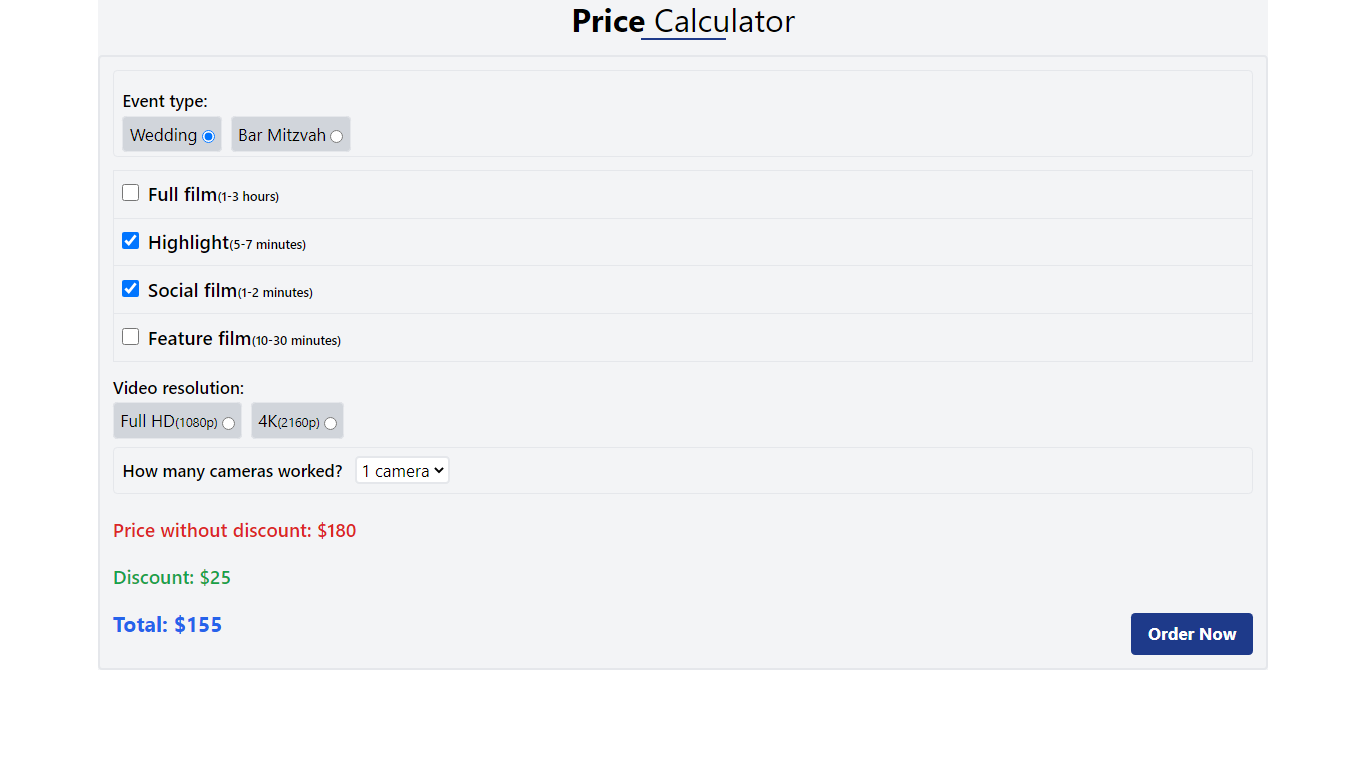 Price Calculator
Event type:
Wedding Bar Mitzvah
Full film(1-3 hours)
Highlight(5-7 minutes)
Social film(1-2 minutes)
Feature film(10-30 minutes)
Video resolution:
Full HD(1080p) 4K(2160p)
How many cameras worked? 1 camera
Price without discount: $180
Discount: $25
Total: $155
Order Now